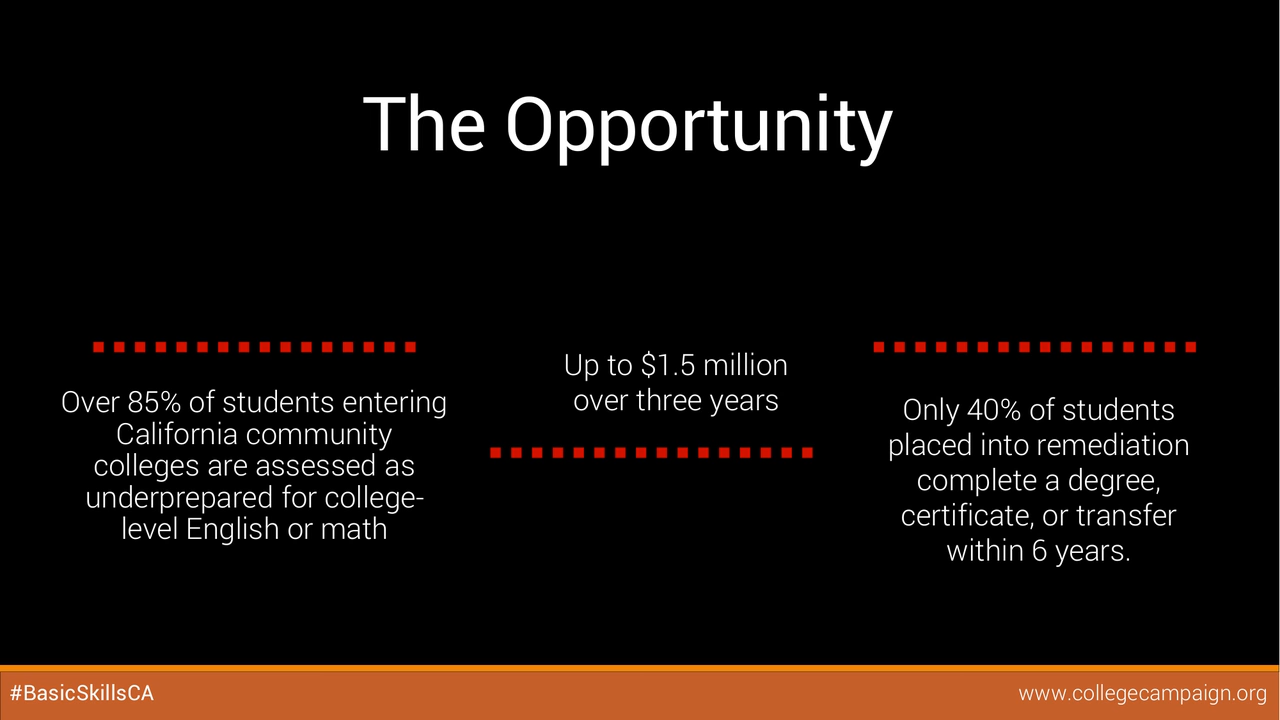 The Opportunity
Over 85% of students entering
California community
colleges are assessed as
underprepared for college-
level English or math
Up to $1.5 million
over three years
Only 40% of students
placed into remediation
complete a degree,
certificate, or transfer
within 6 years.
#BasicSkillsCA
www.collegecampaign.org